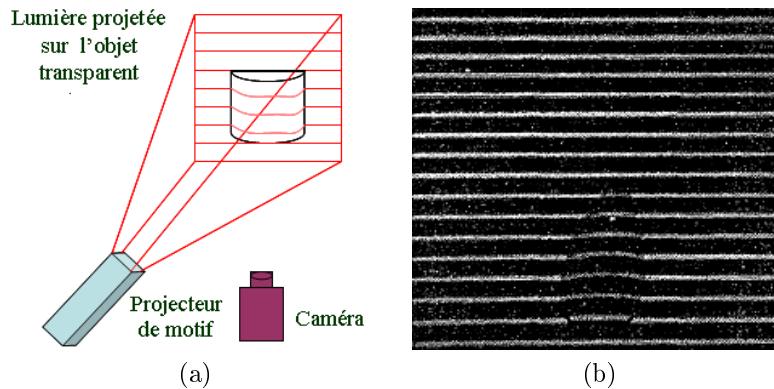 Lumière projetée
sur l'objet
transparent
Projecteur
de motif
Caméra
(a)
(b)